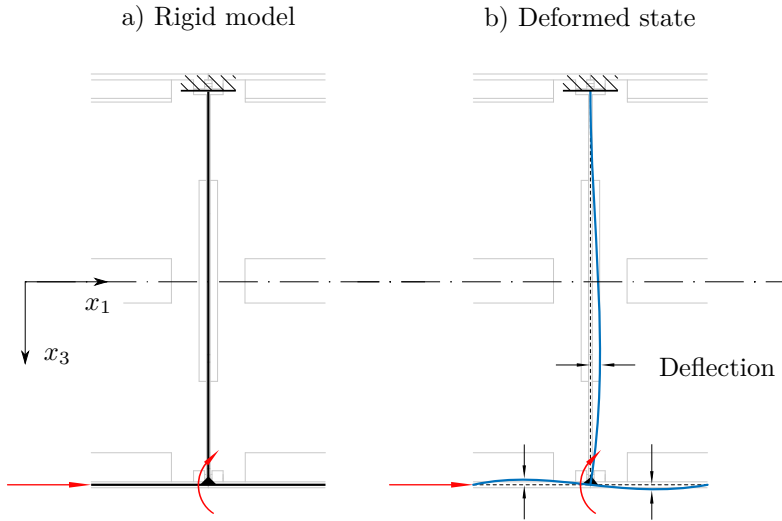 a) Rigid model
b) Deformed state
x₁
x₃
Deflection